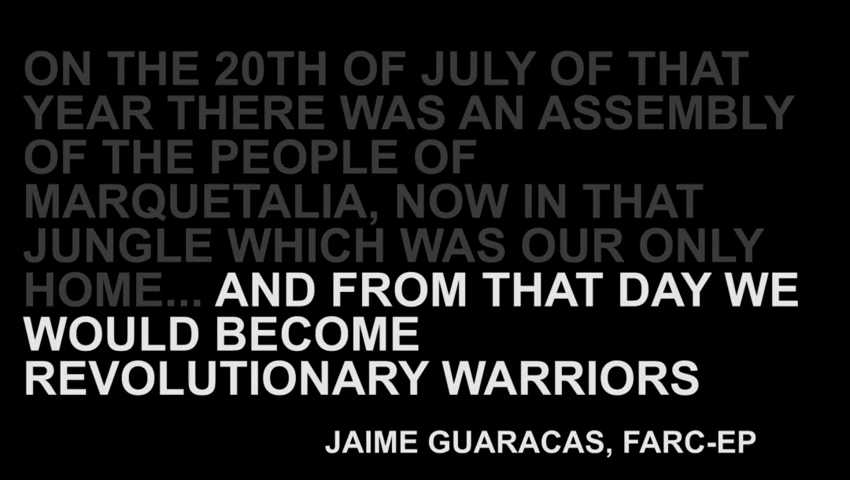 ON THE 20TH OF JULY OF THAT
YEAR THERE WAS AN ASSEMBLY
OF THE PEOPLE OF
MARQUETALIA, NOW IN THAT
JUNGLE WHICH WAS OUR ONLY
HOME... AND FROM THAT DAY WE
WOULD BECOME
REVOLUTIONARY WARRIORS
JAIME GUARACAS, FARC-EP